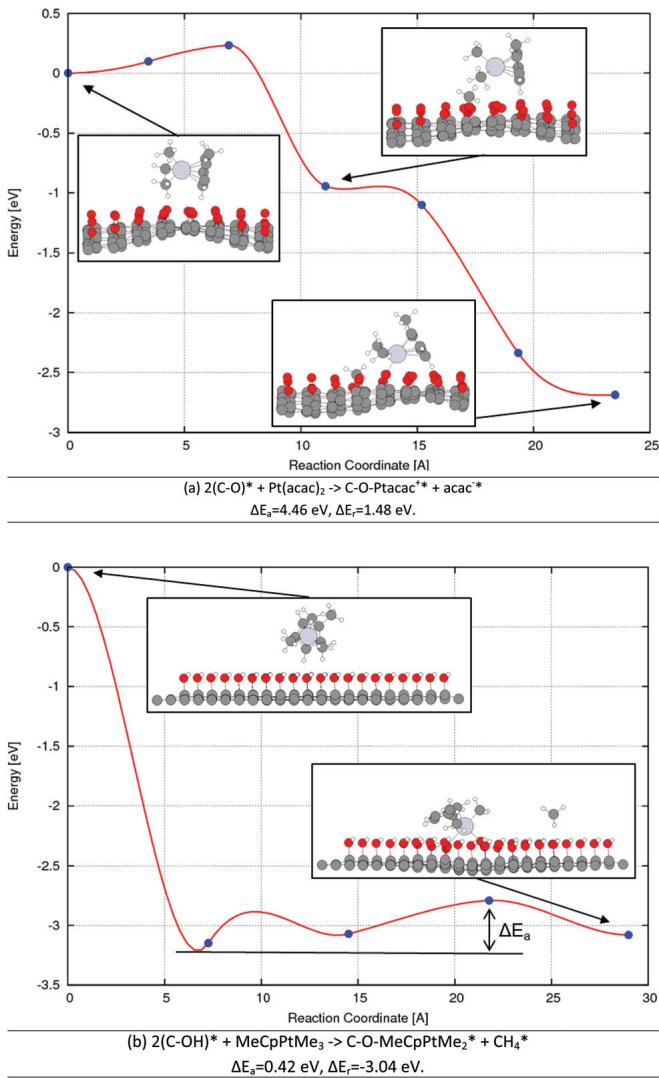 0
-0.5
-1
-1.5
-2
-2.5
-3
Energy [eV]
0 5 10 15 20 25
Reaction Coordinate [A]
(a) 2(C-O)* + Pt(acac)₂ -> C-O-Ptacac⁺* + acac⁻*
ΔEₐ=4.46 eV, ΔEᵣ=1.48 eV.
0
-0.5
-1
-1.5
-2
-2.5
-3
-3.5
Energy [eV]
ΔEₐ
0 5 10 15 20 25 30
Reaction Coordinate [A]
(b) 2(C-OH)* + MeCpPtMe₃ -> C-O-MeCpPtMe₂* + CH₄*
ΔEₐ=0.42 eV, ΔEᵣ=-3.04 eV.